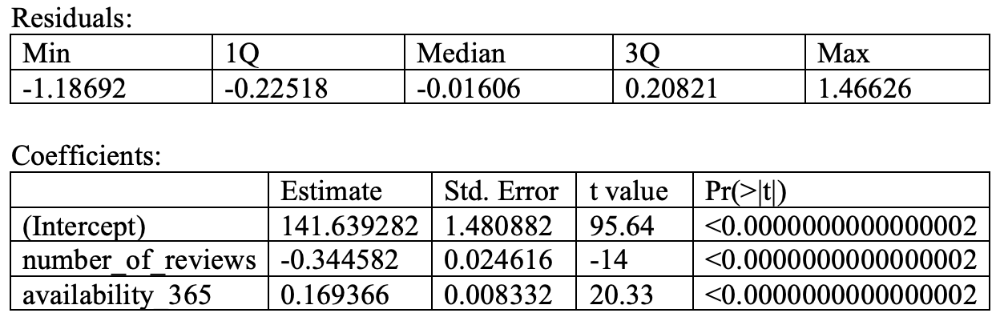 Residuals:
Min 1Q Median 3Q Max
-1.18692 -0.22518 -0.01606 0.20821 1.46626
Coefficients:
Estimate Std. Error t value Pr(>|t|)
(Intercept) 141.639282 1.480882 95.64 <0.0000000000000002
number_of_reviews -0.344582 0.024616 -14 <0.0000000000000002
availability_365 0.169366 0.008332 20.33 <0.0000000000000002